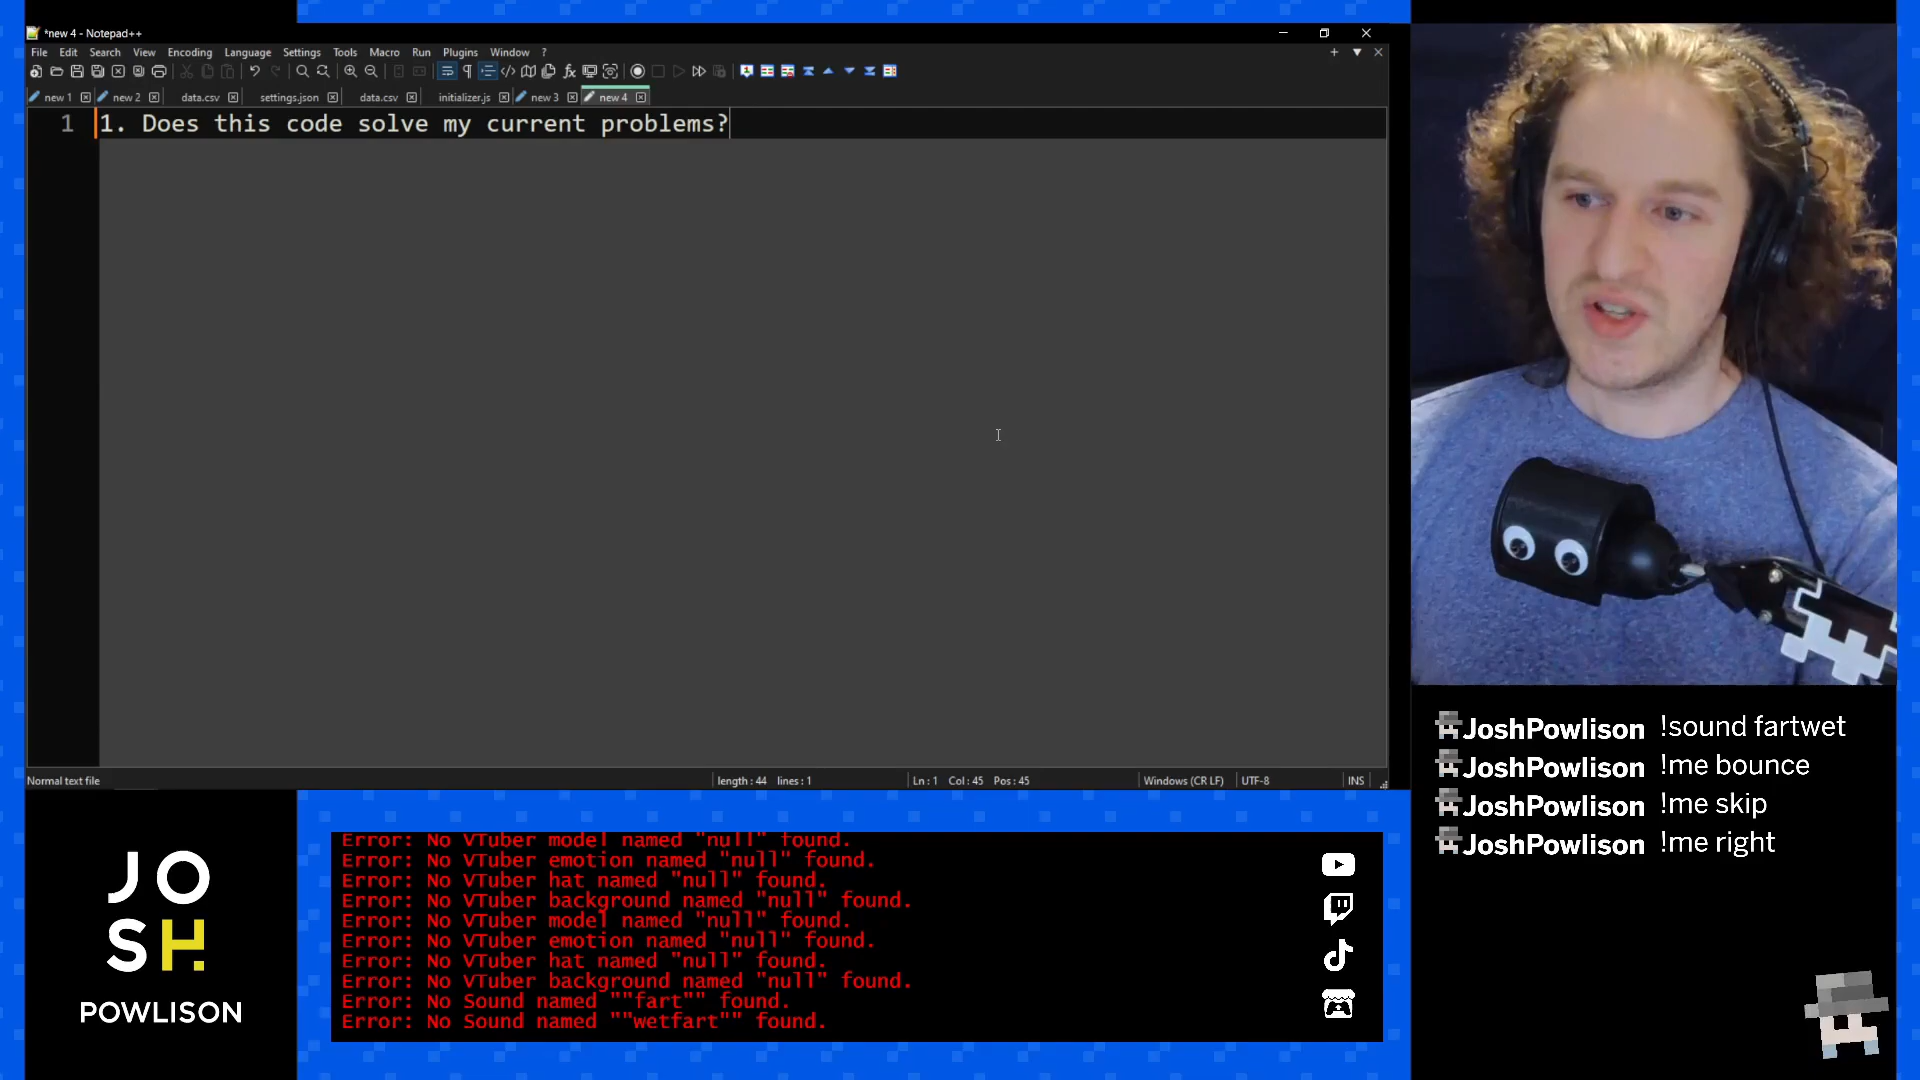 *new 4 - Notepad++
File Edit Search View Encoding Language Settings Tools Macro Run Plugins Window ?
new 1 new 2 data.csv settings.json data.csv initializer.js new 3 new 4
1 1. Does this code solve my current problems?
Normal text file length : 44 lines : 1 Ln : 1 Col : 45 Pos : 45 Windows (CR LF) UTF-8 INS
JoshPowlison !sound fartwet
JoshPowlison !me bounce
JoshPowlison !me skip
JoshPowlison !me right
JO
SH.
POWLISON
Error: No VTuber model named "null" found.
Error: No VTuber emotion named "null" found.
Error: No VTuber hat named "null" found.
Error: No VTuber background named "null" found.
Error: No VTuber model named "null" found.
Error: No VTuber emotion named "null" found.
Error: No VTuber hat named "null" found.
Error: No VTuber background named "null" found.
Error: No Sound named ""fart"" found.
Error: No Sound named ""wetfart"" found.